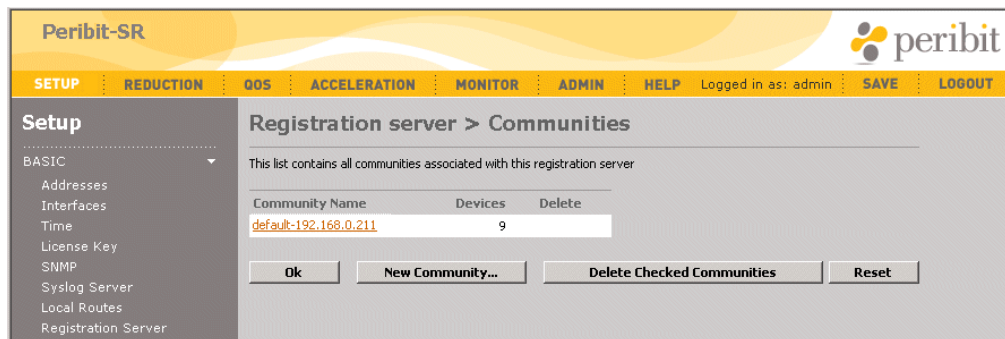 Peribit-SR
peribit
SETUP REDUCTION QOS ACCELERATION MONITOR ADMIN HELP Logged in as: admin SAVE LOGOUT
Setup
BASIC
Addresses
Interfaces
Time
License Key
SNMP
Syslog Server
Local Routes
Registration Server
Registration server > Communities
This list contains all communities associated with this registration server
Community Name Devices Delete
default-192.168.0.211 9
Ok New Community... Delete Checked Communities Reset